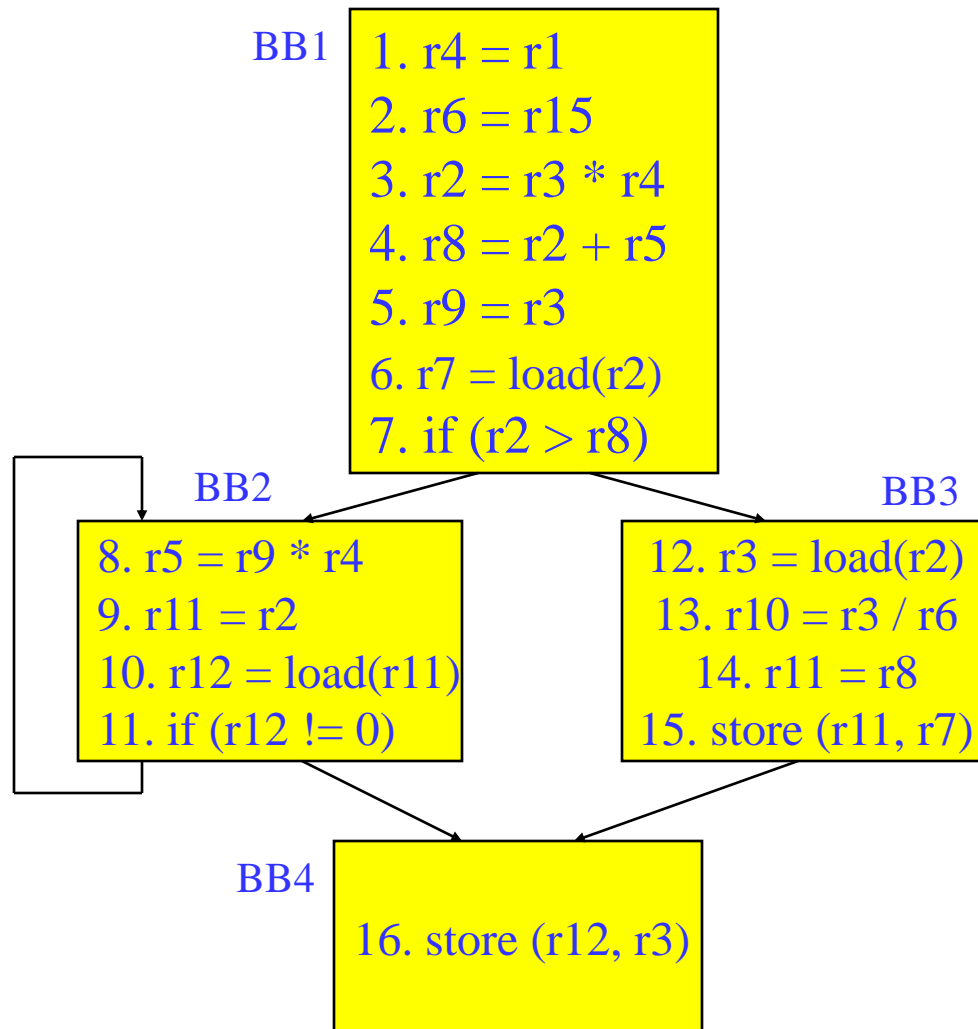 BB1
1. r4 = r1
2. r6 = r15
3. r2 = r3 * r4
4. r8 = r2 + r5
5. r9 = r3
6. r7 = load(r2)
7. if (r2 > r8)
BB2
8. r5 = r9 * r4
9. r11 = r2
10. r12 = load(r11)
11. if (r12 != 0)
BB3
12. r3 = load(r2)
13. r10 = r3 / r6
14. r11 = r8
15. store (r11, r7)
BB4
16. store (r12, r3)